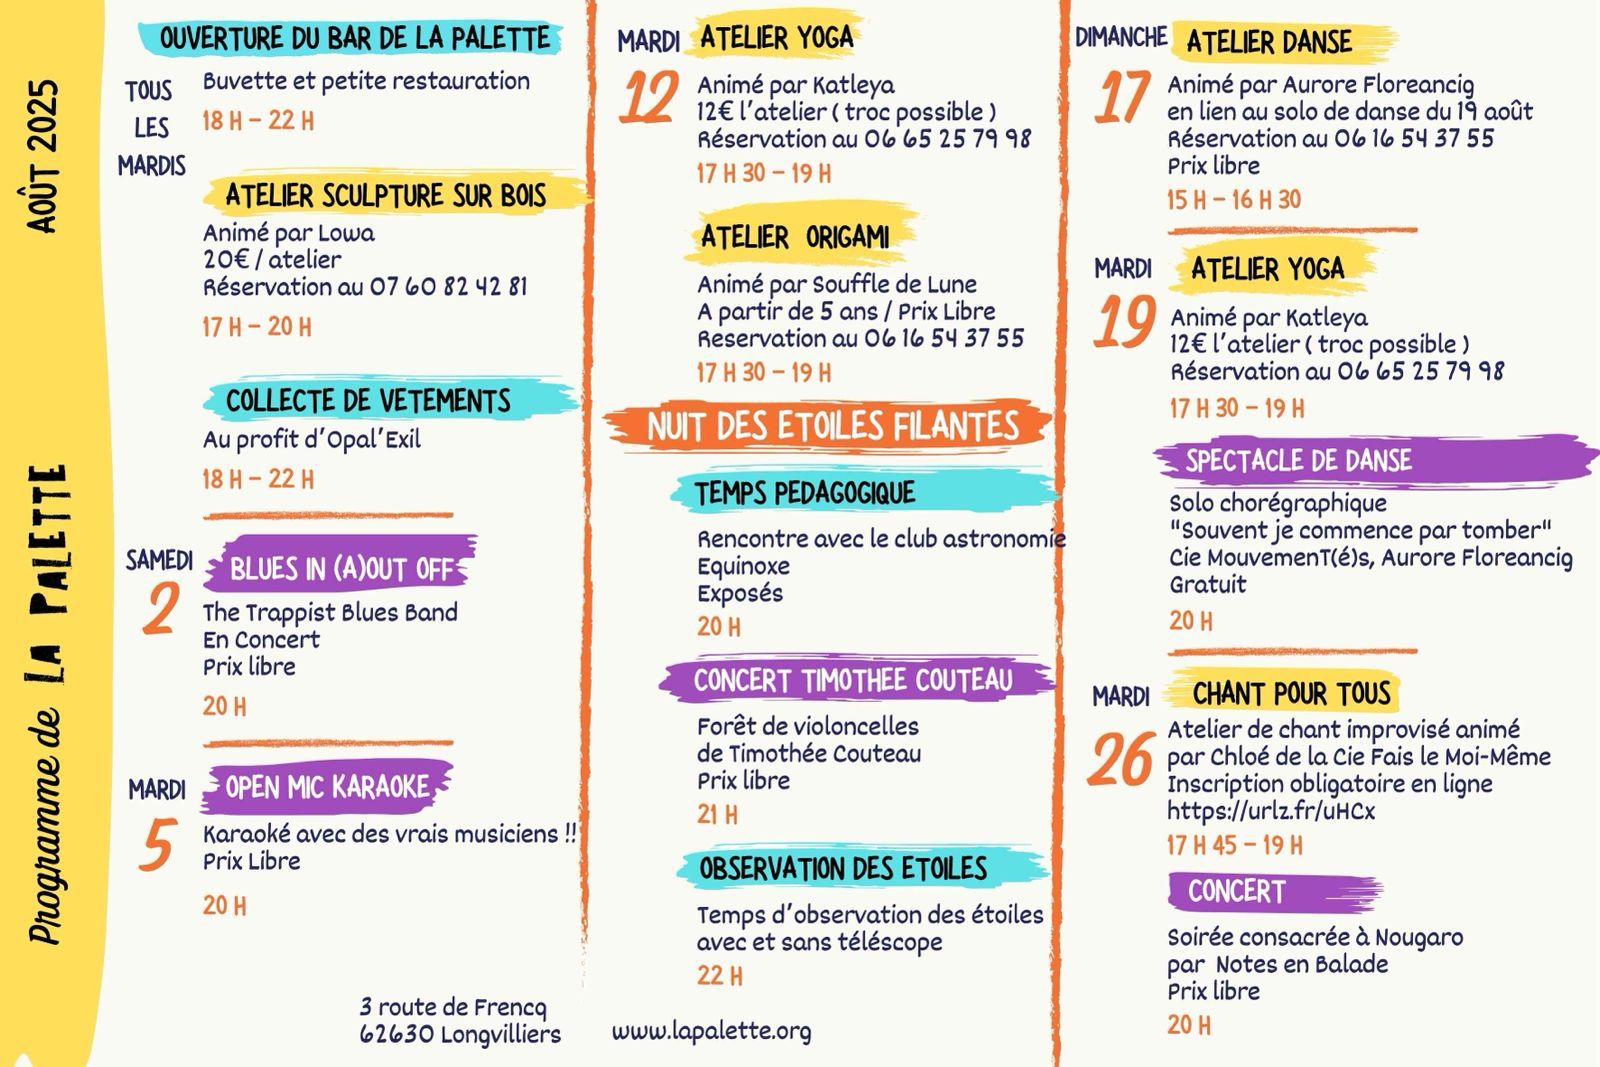 AOÛT 2025
Programme de LA PALETTE
OUVERTURE DU BAR DE LA PALETTE
TOUS
LES
MARDIS
Buvette et petite restauration
18 H – 22 H
ATELIER SCULPTURE SUR BOIS
Animé par Lowa
20€ / atelier
Réservation au 07 60 82 42 81
17 H – 20 H
COLLECTE DE VETEMENTS
Au profit d'Opal'Exil
18 H – 22 H
SAMEDI
2
BLUES IN (A)OUT OFF
The Trappist Blues Band
En Concert
Prix libre
20 H
MARDI
5
OPEN MIC KARAOKE
Karaoké avec des vrais musiciens !!
Prix Libre
20 H
3 route de Frencq
62630 Longvilliers
MARDI
12
ATELIER YOGA
Animé par Katleya
12€ l'atelier ( troc possible )
Réservation au 06 65 25 79 98
17 H 30 – 19 H
ATELIER ORIGAMI
Animé par Souffle de Lune
A partir de 5 ans / Prix Libre
Reservation au 06 16 54 37 55
17 H 30 – 19 H
NUIT DES ETOILES FILANTES
TEMPS PEDAGOGIQUE
Rencontre avec le club astronomie
Equinoxe
Exposés
20 H
CONCERT TIMOTHEE COUTEAU
Forêt de violoncelles
de Timothée Couteau
Prix libre
21 H
OBSERVATION DES ETOILES
Temps d'observation des étoiles
avec et sans téléscope
22 H
www.lapalette.org
DIMANCHE
17
ATELIER DANSE
Animé par Aurore Floreancig
en lien au solo de danse du 19 août
Réservation au 06 16 54 37 55
Prix libre
15 H – 16 H 30
MARDI
19
ATELIER YOGA
Animé par Katleya
12€ l'atelier ( troc possible )
Réservation au 06 65 25 79 98
17 H 30 – 19 H
SPECTACLE DE DANSE
Solo chorégraphique
"Souvent je commence par tomber"
Cie MouvemenT(é)s, Aurore Floreancig
Gratuit
20 H
MARDI
26
CHANT POUR TOUS
Atelier de chant improvisé animé
par Chloé de la Cie Fais le Moi-Même
Inscription obligatoire en ligne
https://urlz.fr/uHCx
17 H 45 – 19 H
CONCERT
Soirée consacrée à Nougaro
par Notes en Balade
Prix libre
20 H